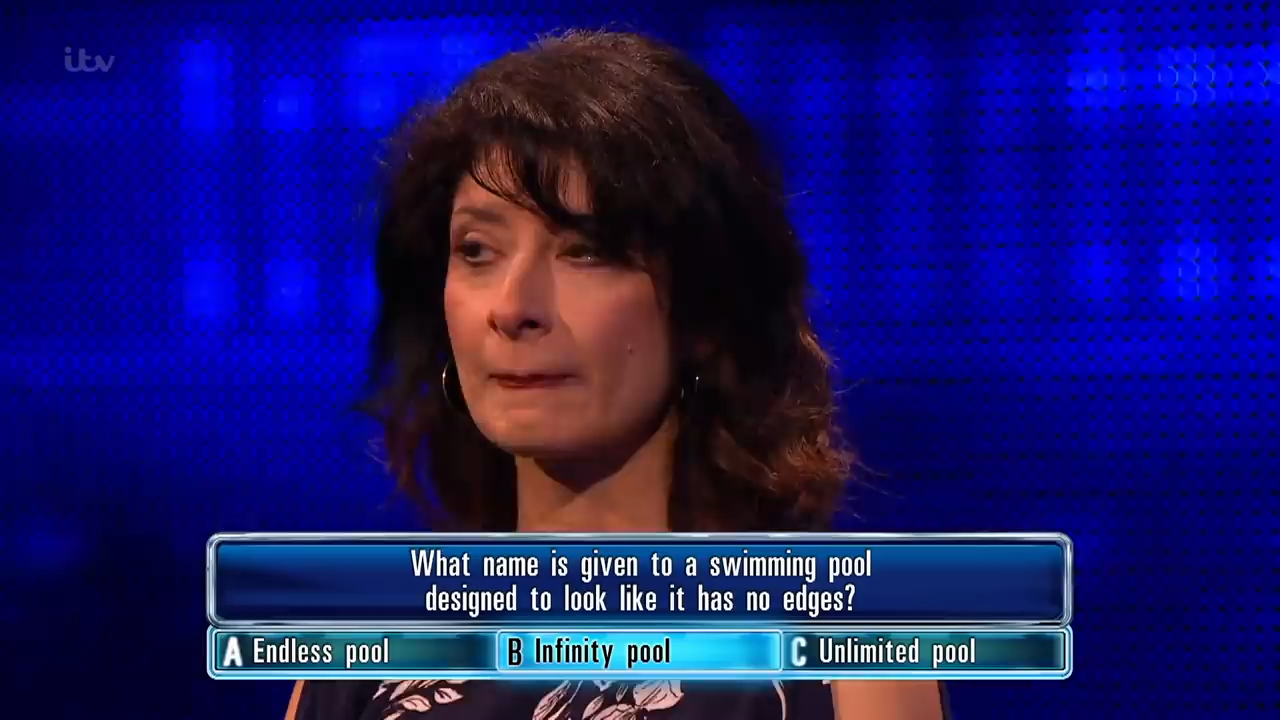 itv
What name is given to a swimming pool
designed to look like it has no edges?
A Endless pool B Infinity pool C Unlimited pool